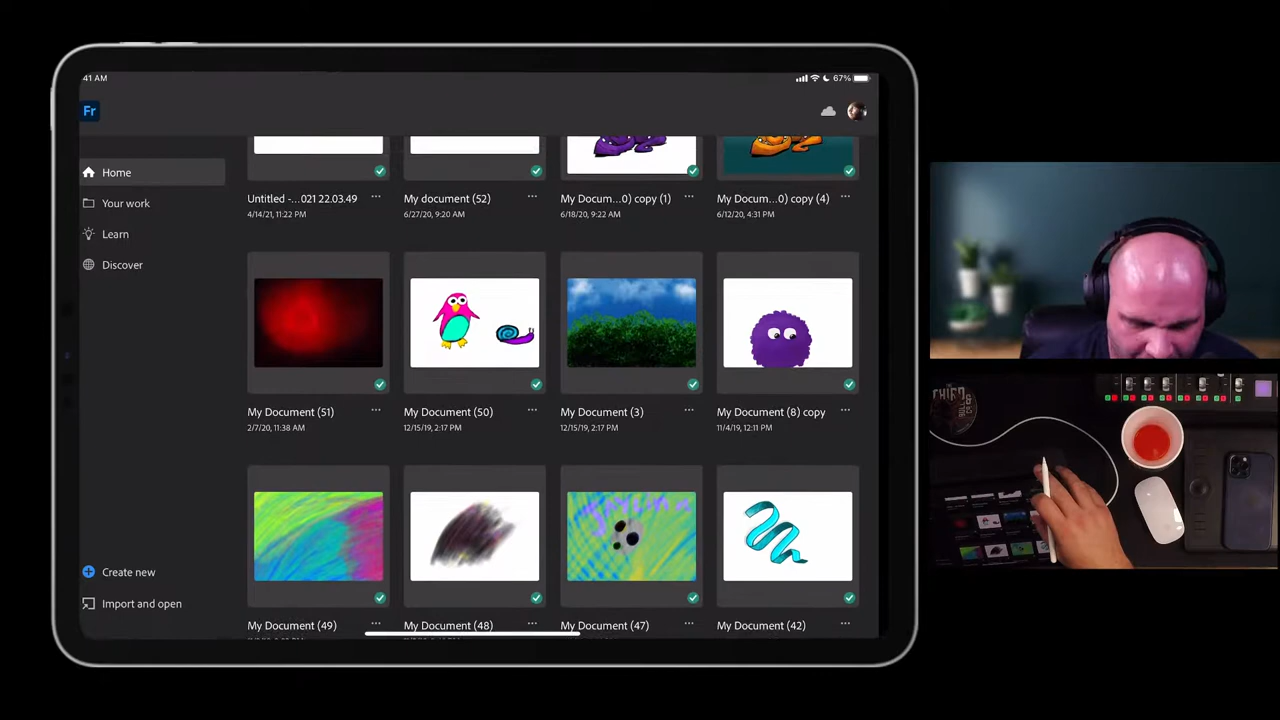 41 AM
67%
Fr
Home
Your work
Learn
Discover
Create new
Import and open
Untitled -...021 22.03.49
4/14/21, 11:22 PM
My document (52)
6/27/20, 9:20 AM
My Docum...0) copy (1)
6/18/20, 9:22 AM
My Docum...0) copy (4)
6/12/20, 4:31 PM
My Document (51)
2/7/20, 11:38 AM
My Document (50)
12/15/19, 2:17 PM
My Document (3)
12/15/19, 2:17 PM
My Document (8) copy
11/4/19, 12:11 PM
My Document (49)
My Document (48)
My Document (47)
My Document (42)